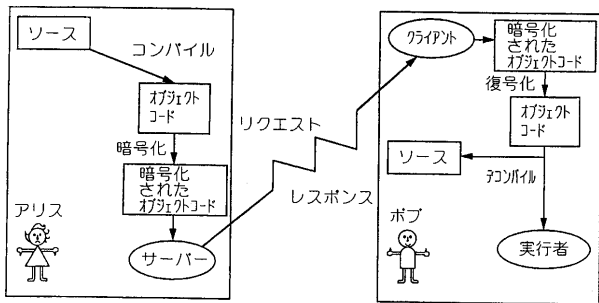 ソース
コンパイル
オブジェクト
コード
暗号化
暗号化
された
オブジェクトコード
アリス
サーバー
リクエスト
レスポンス
クライアント
暗号化
された
オブジェクトコード
復号化
オブジェクト
コード
ソース
デコンパイル
ボブ
実行者